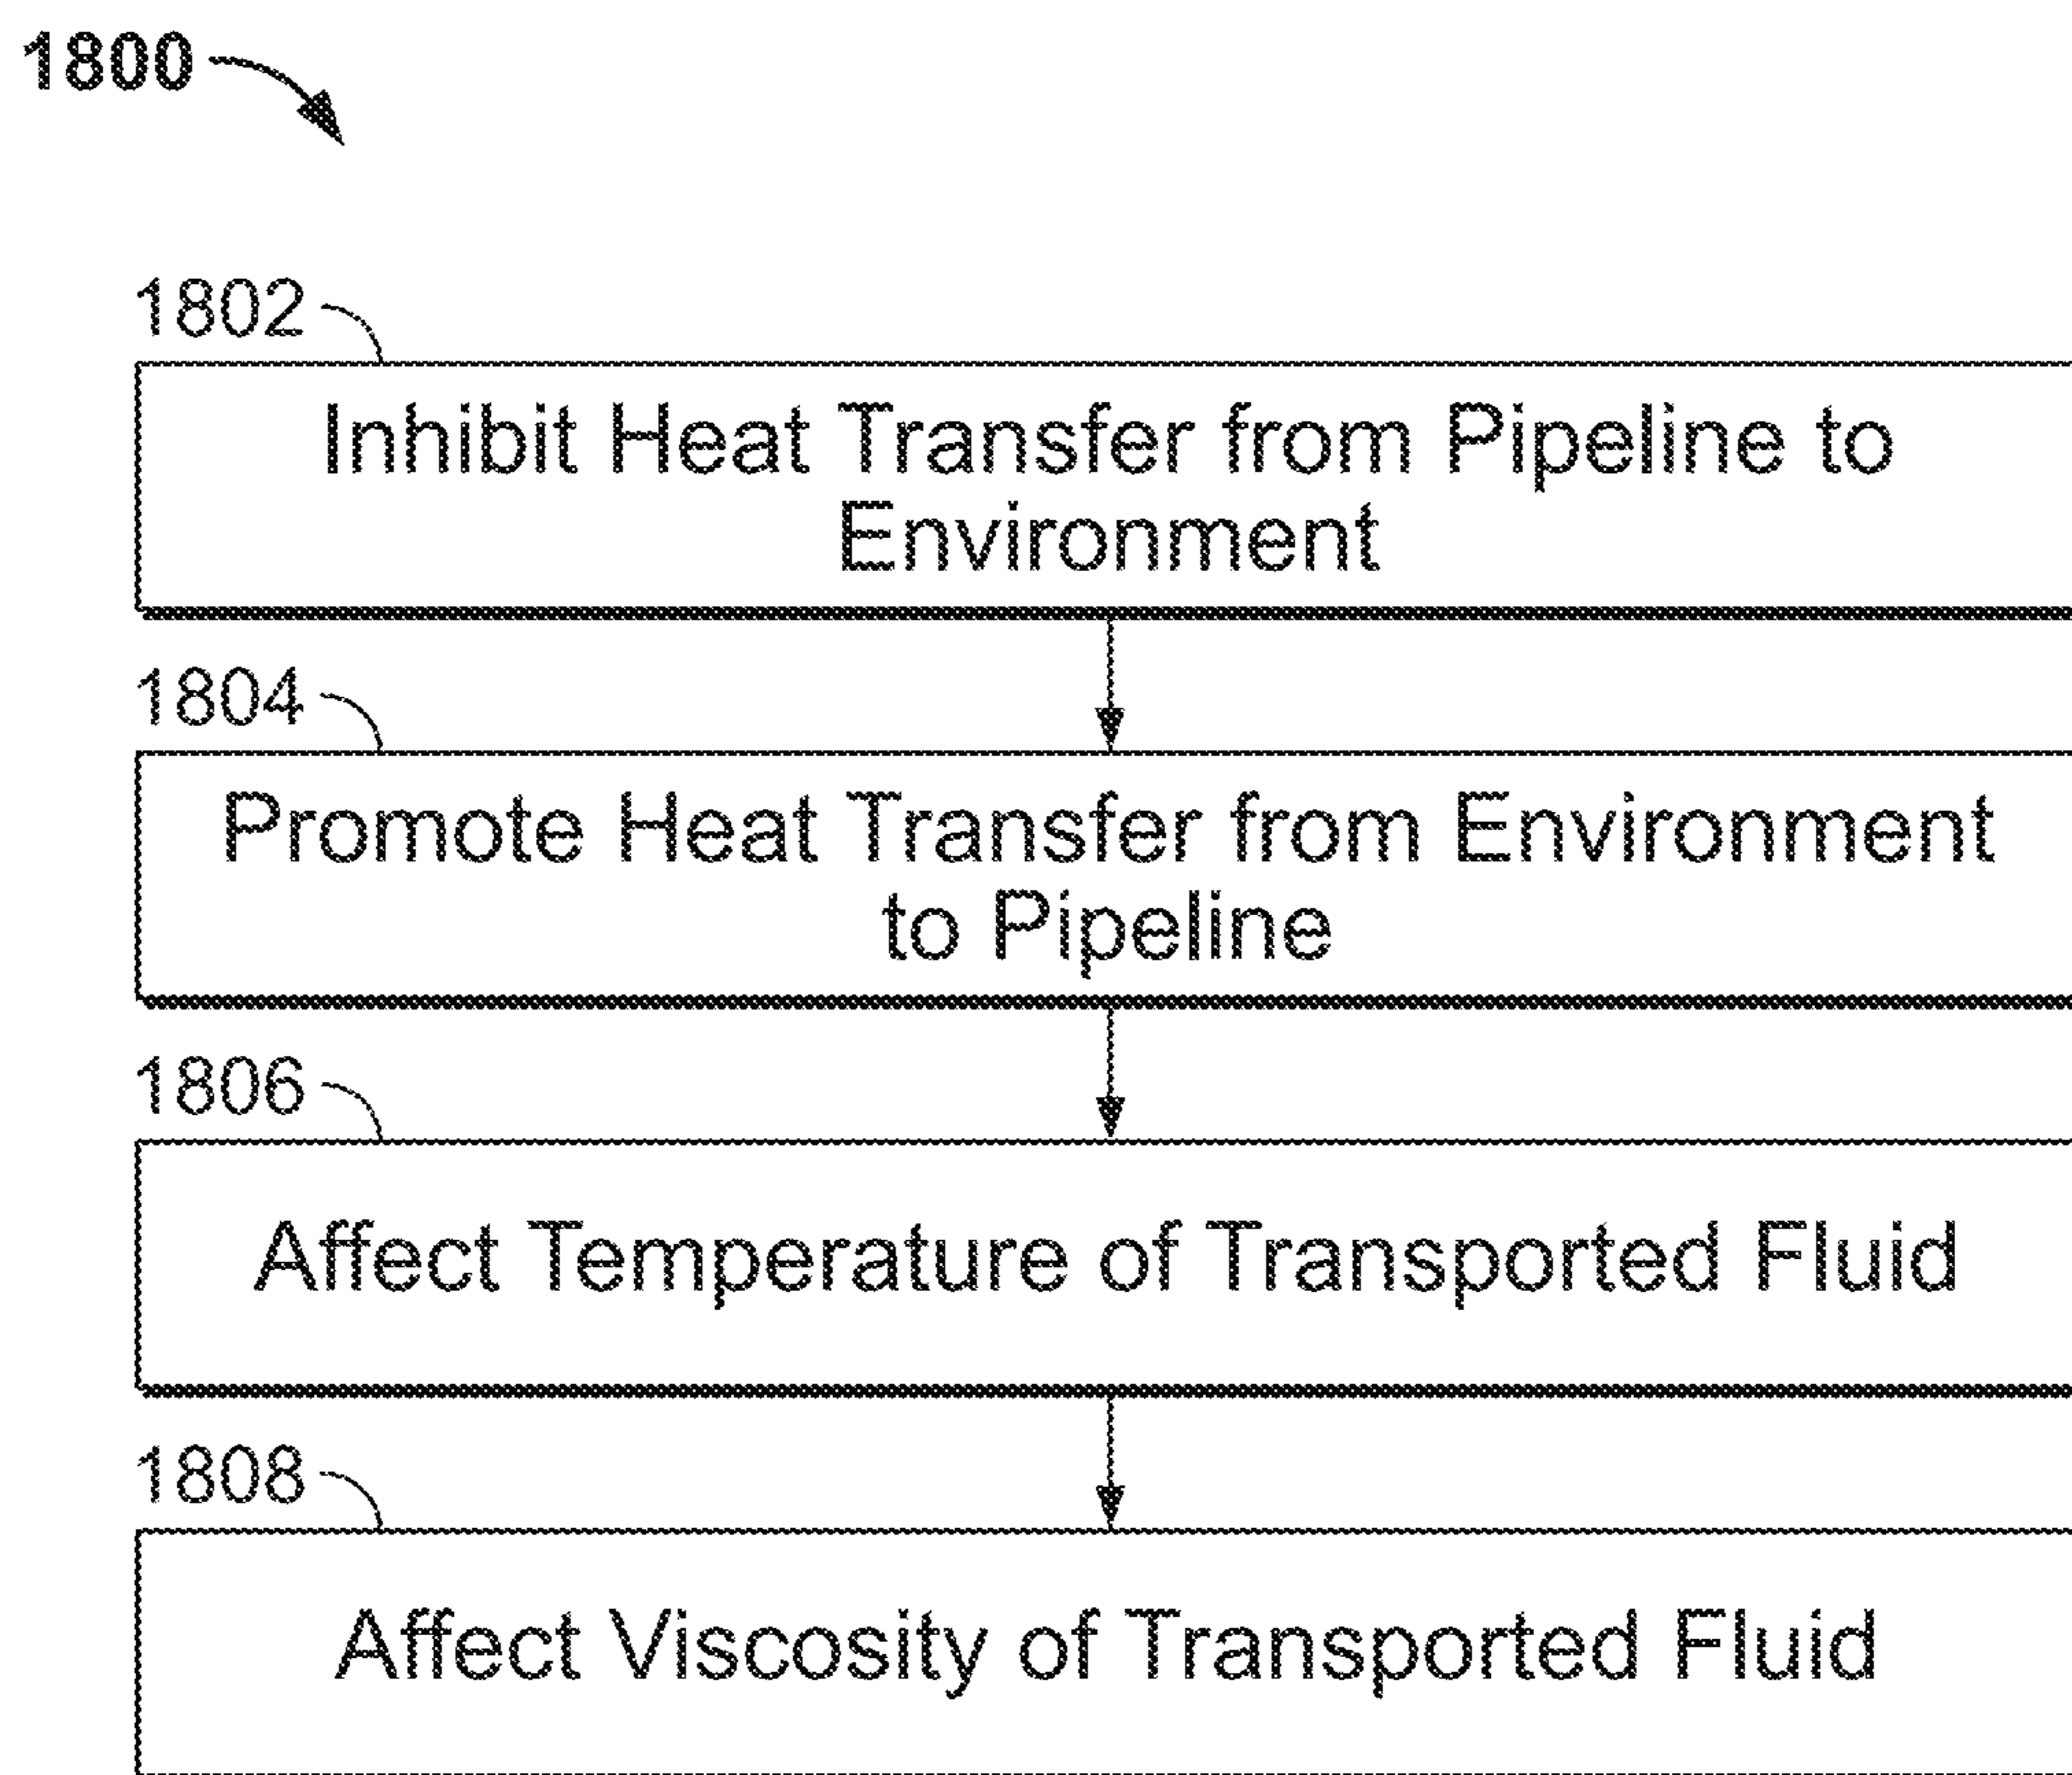 1800
1802
Inhibit Heat Transfer from Pipeline to
Environment
1804
Promote Heat Transfer from Environment
to Pipeline
1806
Affect Temperature of Transported Fluid
1808
Affect Viscosity of Transported Fluid